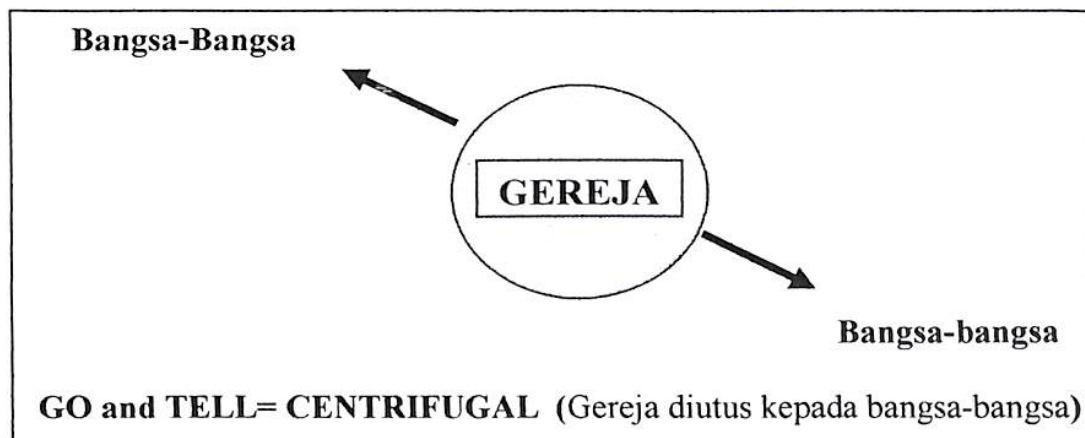 Bangsa-Bangsa
GEREJA
Bangsa-bangsa
GO and TELL= CENTRIFUGAL (Gereja diutus kepada bangsa-bangsa)